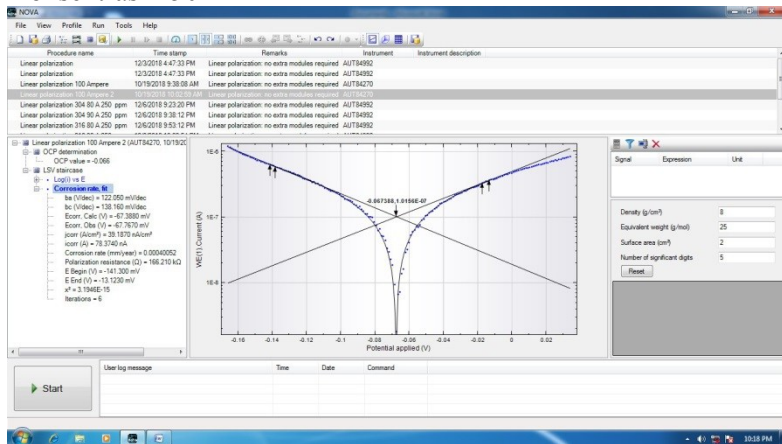 NOVA
File View Profile Run Tools Help
Procedure name Time stamp Remarks Instrument Instrument description
Linear polarization 12/3/2018 4:47:33 PM Linear polarization: no extra modules required AUT84992
Linear polarization 12/3/2018 4:47:33 PM Linear polarization: no extra modules required AUT84992
Linear polarization 100 Ampere 10/19/2018 9:38:08 AM Linear polarization: no extra modules required AUT84270
Linear polarization 100 Ampere 2 10/19/2018 10:02:59 AM Linear polarization: no extra modules required AUT84270
Linear polarization 304 80 A 250 ppm 12/6/2018 9:23:20 PM Linear polarization: no extra modules required AUT84992
Linear polarization 304 90 A 250 ppm 12/6/2018 9:38:12 PM Linear polarization: no extra modules required AUT84992
Linear polarization 316 80 A 250 ppm 12/6/2018 9:53:12 PM Linear polarization: no extra modules required AUT84992
Linear polarization 100 Ampere 2 (AUT84270, 10/19/20
OCP determination
OCP value = -0.066
LSV staircase
Log(i) vs E
Corrosion rate, fit
ba (V/dec) = 122.050 mV/dec
bc (V/dec) = 138.160 mV/dec
Ecorr, Calc (V) = -67.3880 mV
Ecorr, Obs (V) = -67.7670 mV
jcorr (A/cm²) = 39.1870 nA/cm²
icorr (A) = 78.3740 nA
Corrosion rate (mm/year) = 0.00040052
Polarization resistance (Ω) = 166.210 kΩ
E Begin (V) = -141.300 mV
E End (V) = -13.1230 mV
x² = 3.1946E-15
Iterations = 6
1E-6
1E-7
1E-8
WE(1).Current (A)
-0.067388,1.0196E-07
-0.16 -0.14 -0.12 -0.1 -0.08 -0.06 -0.04 -0.02 0 0.02
Potential applied (V)
Signal Expression Unit
Density (g/cm³) 8
Equivalent weight (g/mol) 25
Surface area (cm²) 2
Number of significant digits 5
Reset
Start
User log message Time Date Command
10:18 PM